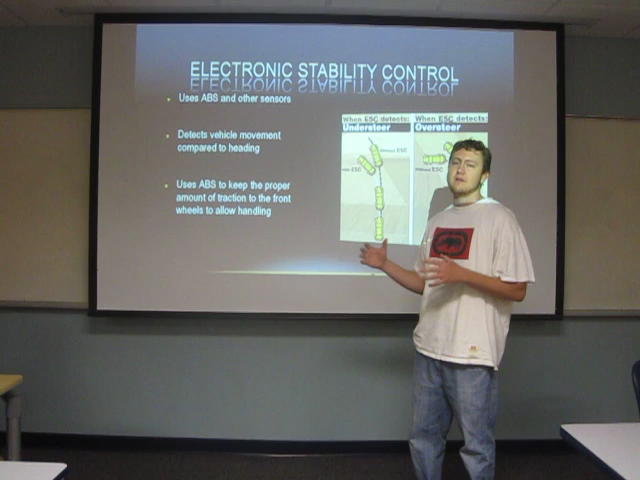 ELECTRONIC STABILITY CONTROL
Uses ABS and other sensors
Detects vehicle movement
compared to heading
Uses ABS to keep the proper
amount of traction to the front
wheels to allow handling
When ESC detects:
Understeer
When ESC detects:
Oversteer
ESC
ESC